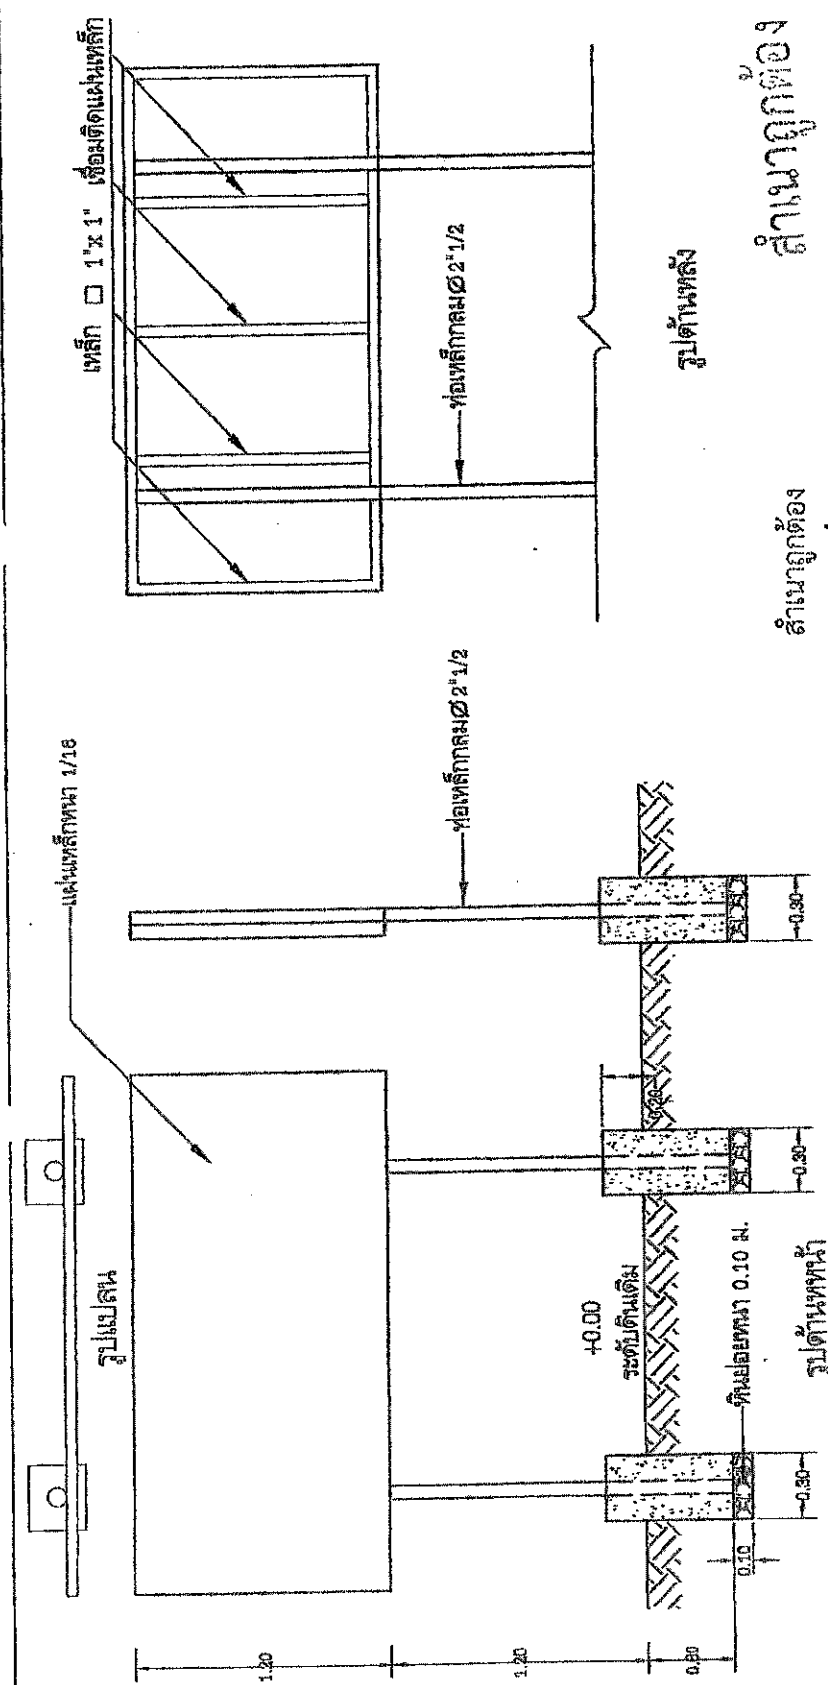 รูปแปลน
แผ่นเหล็กหนา 1/16
เหล็ก □ 1"x 1" เชื่อมติดแผ่นเหล็ก
1.20
1.20
0.80
+0.00
ระดับดินเดิม
0.20
ท่อเหล็กกลมØ2"1/2
ท่อเหล็กกลมØ2"1/2
0.10
หินย่อยหนา 0.10 ม.
0.30
0.30
0.30
รูปด้านหน้า
รูปด้านหลัง
สำเนาถูกต้อง
สำเนาถูกต้อง